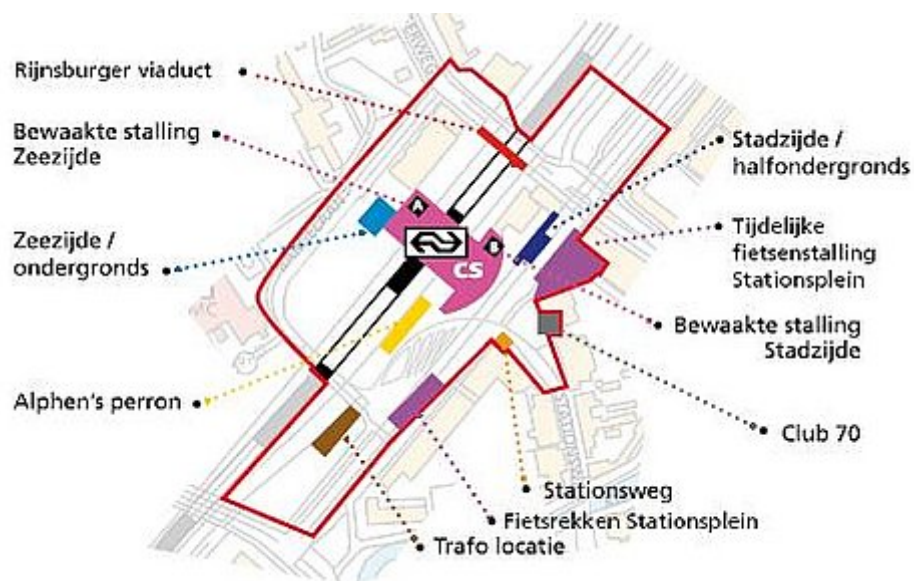 ERWEG
Rijnsburger viaduct
Bewaakte stalling
Zeezijde
Stadzijde /
halfondergronds
A
Zeezijde /
ondergronds
B
CS
Tijdelijke
fietsenstalling
Stationsplein
Bewaakte stalling
Stadzijde
Alphen's perron
Club 70
Stationsweg
Fietsrekken Stationsplein
Trafo locatie